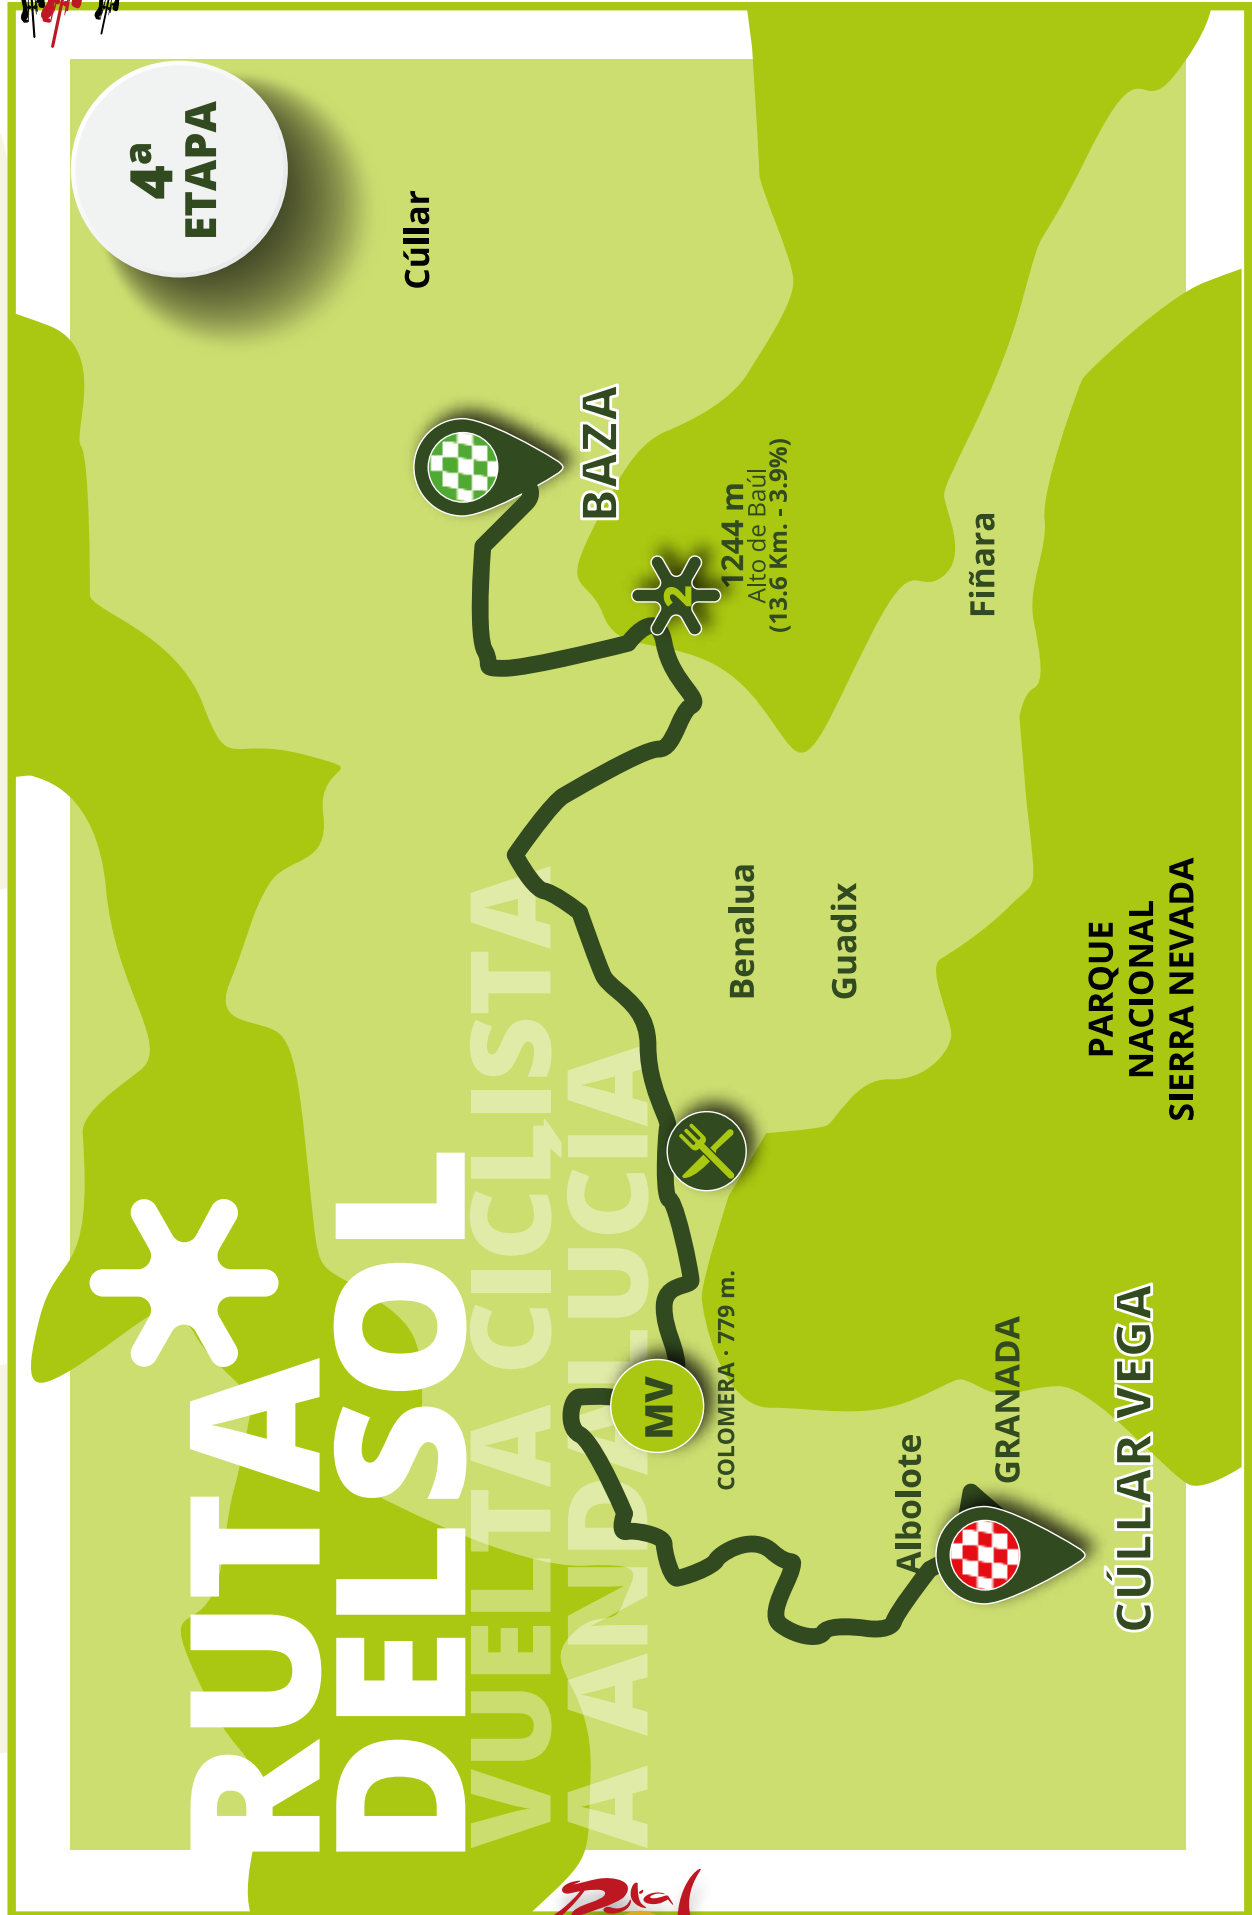 RUTA
DEL SOL
VUELTA CICLISTA
A ANDALUCÍA
4ª
ETAPA
Cúllar
BAZA
2
1244 m
Alto de Baúl
(13.6 Km. - 3.9%)
Fiñara
Benalua
Guadix
PARQUE
NACIONAL
SIERRA NEVADA
MV
COLOMERA · 779 m.
Albolote
GRANADA
CÚLLAR VEGA